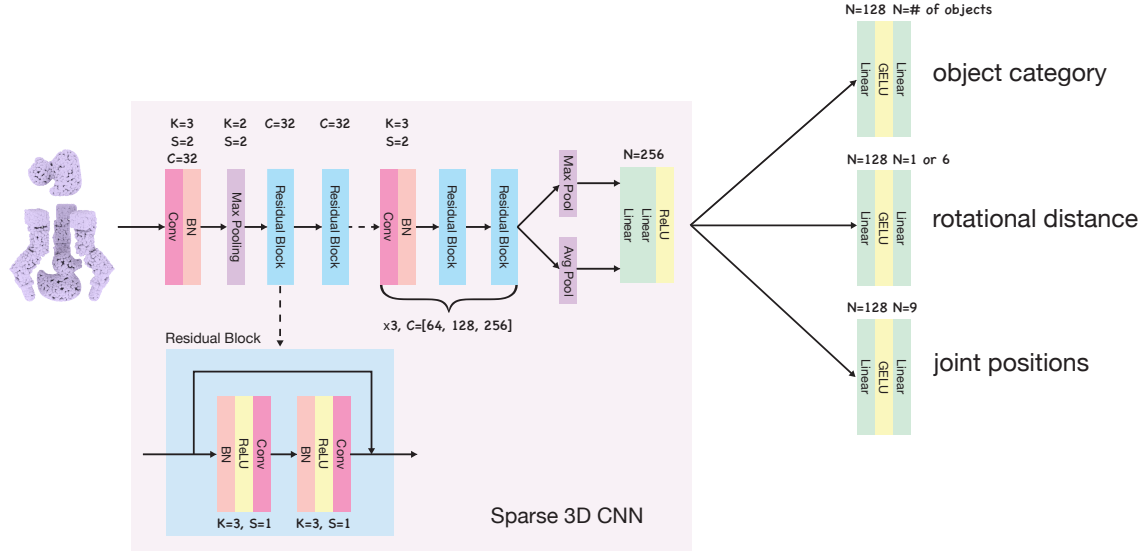 N=128 N=# of objects
Linear
GELU
Linear
object category
K=3
S=2
C=32
K=2
S=2
C=32
C=32
K=3
S=2
N=256
Conv
BN
Max Pooling
Residual Block
Residual Block
Conv
BN
Residual Block
Residual Block
Max Pool
Avg Pool
Linear
Linear
ReLU
N=128 N=1 or 6
Linear
GELU
Linear
rotational distance
x3, C=[64, 128, 256]
N=128 N=9
Linear
GELU
Linear
joint positions
Residual Block
BN
ReLU
Conv
BN
ReLU
Conv
K=3, S=1
K=3, S=1
Sparse 3D CNN